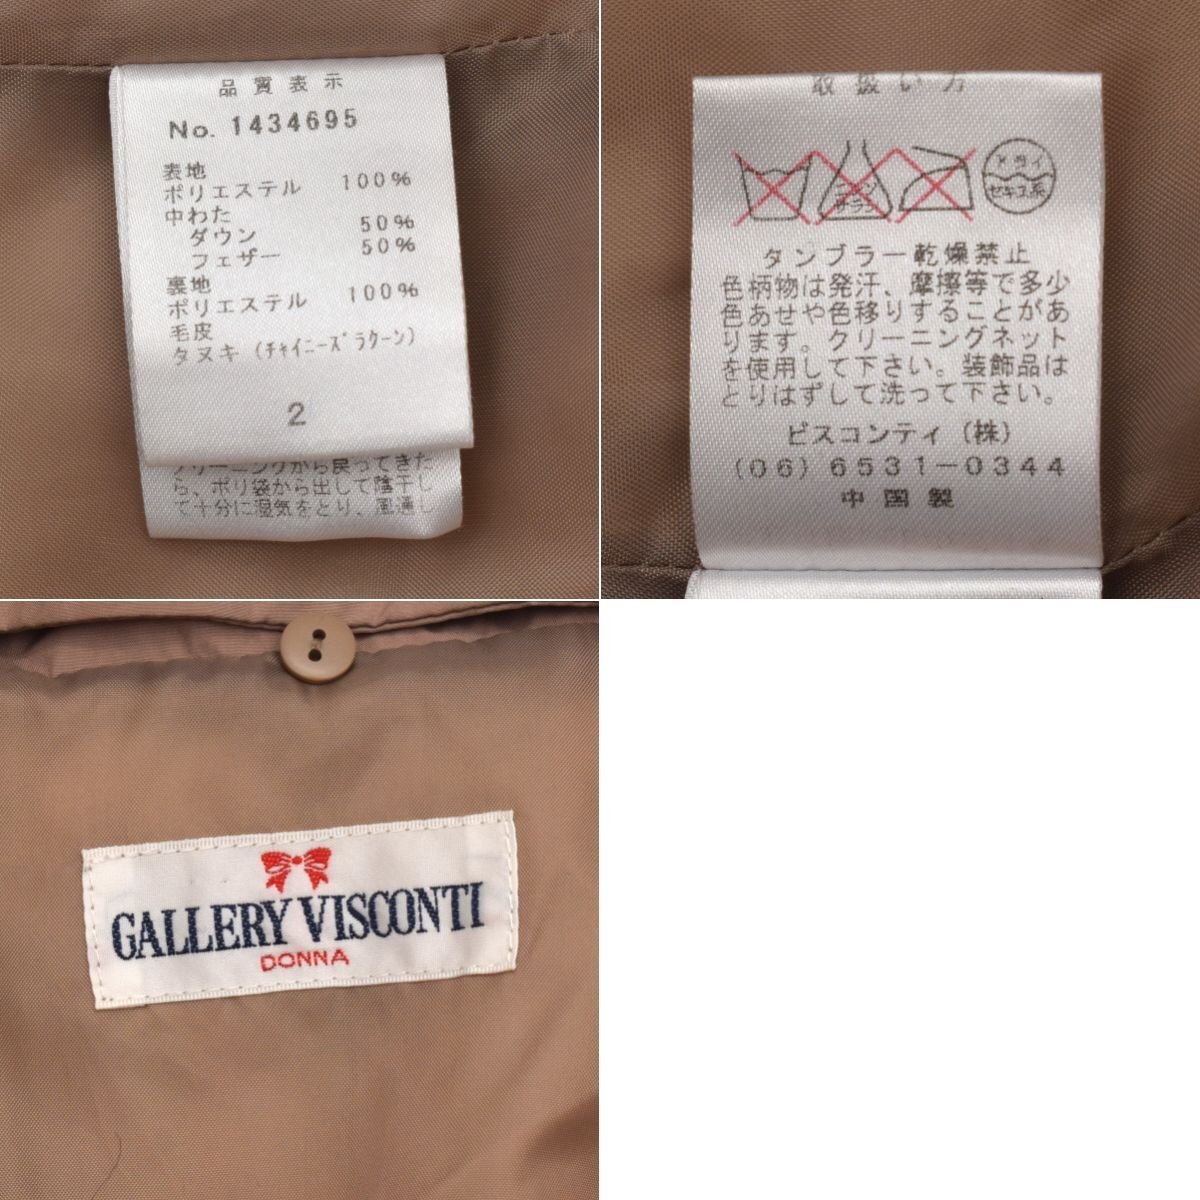 品質表示
No. 1434695
表地
ポリエステル 100%
中わた
ダウン 50%
フェザー 50%
裏地
ポリエステル 100%
毛皮
タヌキ (ﾁｬｲﾆｰｽﾞﾗｸｰﾝ)
2
クリーニングから戻ってきた
ら、ポリ袋から出して陰干し
て十分に湿気をとり、風通し
取扱い方
エンソ
サラシ
ドライ
セキユ系
タンブラー乾燥禁止
色柄物は発汗、摩擦等で多少
色あせや色移りすることがあ
ります。クリーニングネット
を使用して下さい。装飾品は
とりはずして洗って下さい。
ビスコンティ (株)
(06) 6531-0344
中国製
GALLERY VISCONTI
DONNA